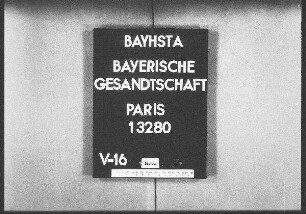 BAYHSTA
BAYERISCHE
GESANDTSCHAFT
PARIS
13280
V-16